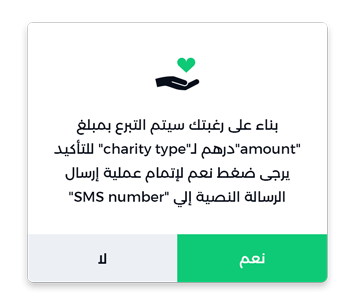 بناء على رغبتك سيتم التبرع بمبلغ
"amount"درهم لـ"charity type" للتأكيد
يرجى ضغط نعم لإتمام عملية إرسال
الرسالة النصية إلي "SMS number"
نعم
لا